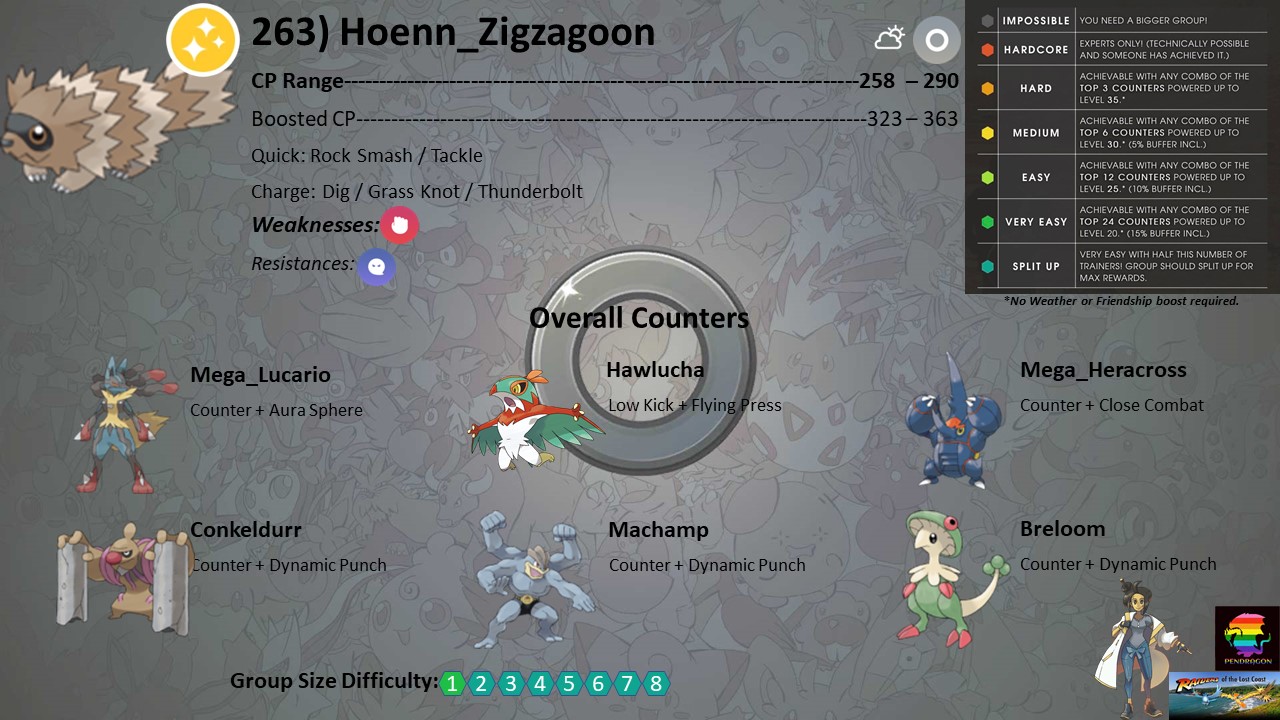 263) Hoenn_Zigzagoon
CP Range--------------------------------------------------------------------------258 – 290
Boosted CP-------------------------------------------------------------------------323 – 363
Quick: Rock Smash / Tackle
Charge: Dig / Grass Knot / Thunderbolt
Weaknesses:
Resistances:
IMPOSSIBLE YOU NEED A BIGGER GROUP!
HARDCORE EXPERTS ONLY! (TECHNICALLY POSSIBLE
AND SOMEONE HAS ACHIEVED IT.)
HARD ACHIEVABLE WITH ANY COMBO OF THE
TOP 3 COUNTERS POWERED UP TO
LEVEL 35.*
MEDIUM ACHIEVABLE WITH ANY COMBO OF THE
TOP 6 COUNTERS POWERED UP TO
LEVEL 30.* (5% BUFFER INCL.)
EASY ACHIEVABLE WITH ANY COMBO OF THE
TOP 12 COUNTERS POWERED UP TO
LEVEL 25.* (10% BUFFER INCL.)
VERY EASY ACHIEVABLE WITH ANY COMBO OF THE
TOP 24 COUNTERS POWERED UP TO
LEVEL 20.* (15% BUFFER INCL.)
SPLIT UP VERY EASY WITH HALF THIS NUMBER OF
TRAINERS! GROUP SHOULD SPLIT UP FOR
MAX REWARDS.
*No Weather or Friendship boost required.
Overall Counters
Mega_Lucario
Counter + Aura Sphere
Hawlucha
Low Kick + Flying Press
Mega_Heracross
Counter + Close Combat
Conkeldurr
Counter + Dynamic Punch
Machamp
Counter + Dynamic Punch
Breloom
Counter + Dynamic Punch
Group Size Difficulty: 1 2 3 4 5 6 7 8
PENDROGON
RAIDERS of the Lost Coast